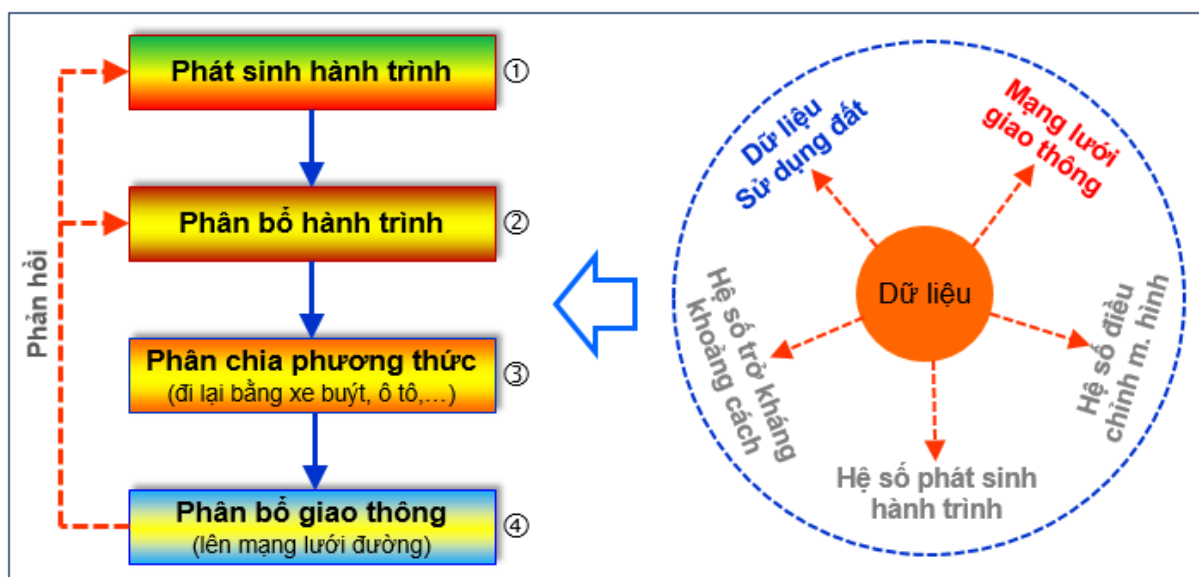 Phát sinh hành trình
①
Phân bổ hành trình
②
Phân chia phương thức
(đi lại bằng xe buýt, ô tô,...)
③
Phân bổ giao thông
(lên mạng lưới đường)
④
Phản hồi
Dữ liệu
Sử dụng đất
Mạng lưới
giao thông
Dữ liệu
Hệ số trở kháng
khoảng cách
Hệ số điều
chỉnh m. hình
Hệ số phát sinh
hành trình